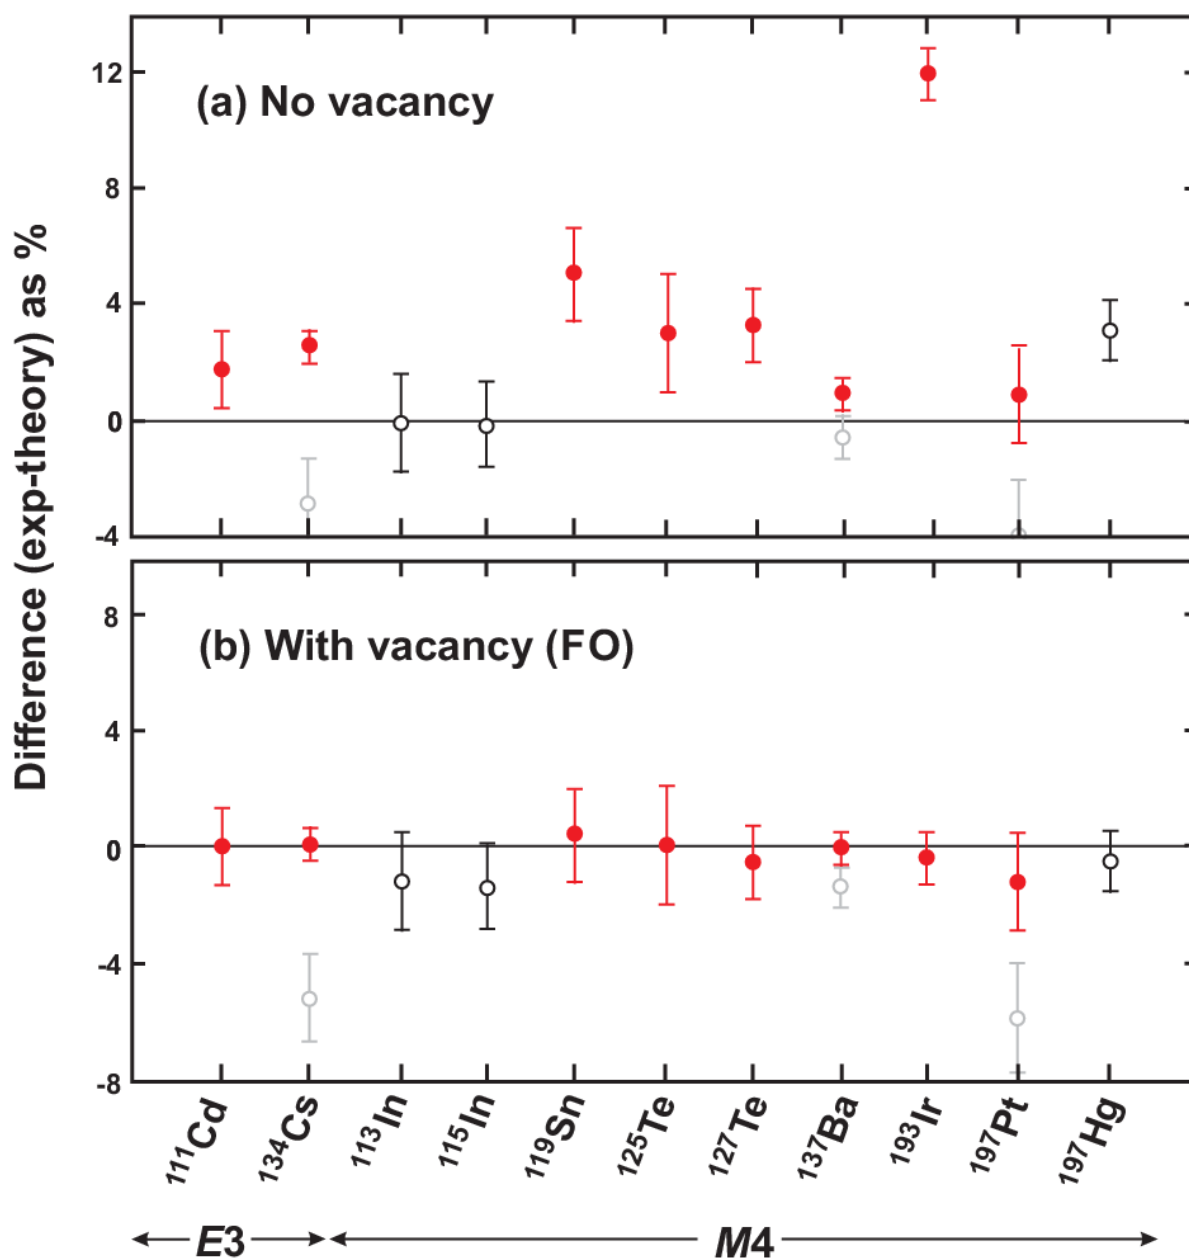 Difference (exp-theory) as %
(a) No vacancy
12
8
4
0
-4
(b) With vacancy (FO)
8
4
0
-4
-8
¹¹¹Cd
¹³⁴Cs
¹¹³In
¹¹⁵In
¹¹⁹Sn
¹²⁵Te
¹²⁷Te
¹³⁷Ba
¹⁹³Ir
¹⁹⁷Pt
¹⁹⁷Hg
E3
M4